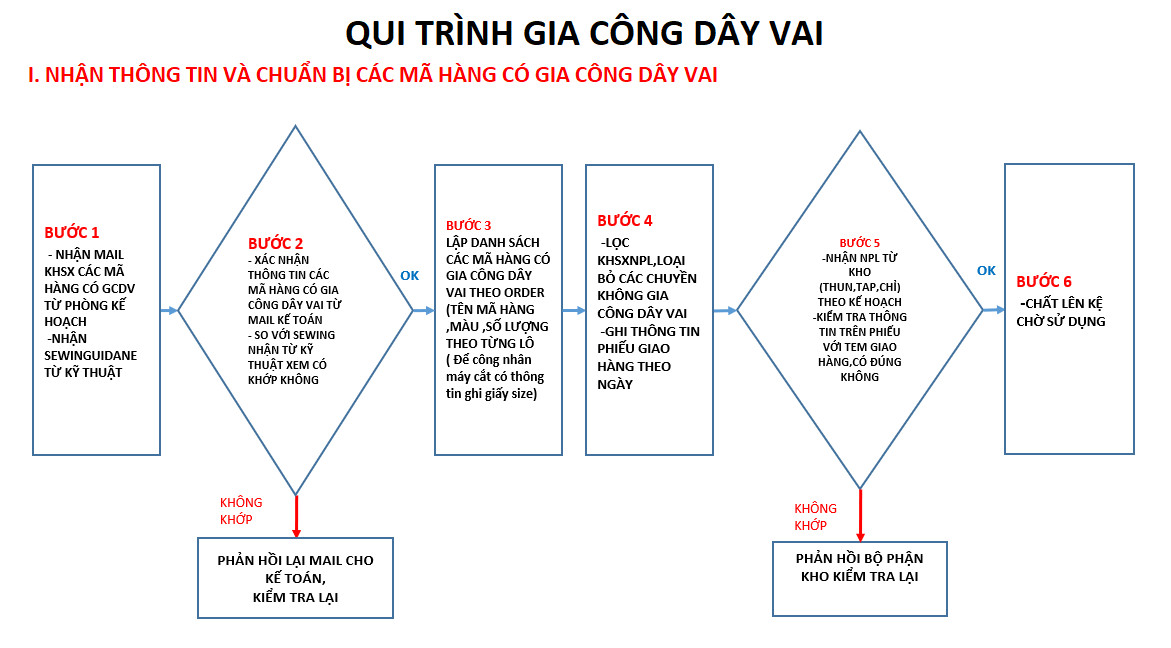 QUI TRÌNH GIA CÔNG DÂY VAI
I. NHẬN THÔNG TIN VÀ CHUẨN BỊ CÁC MÃ HÀNG CÓ GIA CÔNG DÂY VAI
BƯỚC 1
- NHẬN MAIL
KHSX CÁC MÃ
HÀNG CÓ GCDV
TỪ PHÒNG KẾ
HOẠCH
-NHẬN
SEWINGUIDANE
TỪ KỸ THUẬT
BƯỚC 2
- XÁC NHẬN
THÔNG TIN CÁC
MÃ HÀNG CÓ GIA
CÔNG DÂY VAI TỪ
MAIL KẾ TOÁN
- SO VỚI SEWING
NHẬN TỪ KỸ
THUẬT XEM CÓ
KHỚP KHÔNG
OK
KHÔNG
KHỚP
PHẢN HỒI LẠI MAIL CHO
KẾ TOÁN,
KIỂM TRA LẠI
BƯỚC 3
LẬP DANH SÁCH
CÁC MÃ HÀNG CÓ
GIA CÔNG DÂY
VAI THEO ORDER
(TÊN MÃ HÀNG
,MÀU ,SỐ LƯỢNG
THEO TỪNG LÔ
( Để công nhân
máy cắt có thông
tin ghi giấy size)
BƯỚC 4
-LỌC
KHSXNPL,LOẠI
BỎ CÁC CHUYỀN
KHÔNG GIA
CÔNG DÂY VAI
-GHI THÔNG TIN
PHIẾU GIAO
HÀNG THEO
NGÀY
BƯỚC 5
-NHẬN NPL TỪ
KHO
(THUN,TAP,CHỈ)
THEO KẾ HOẠCH
-KIỂM TRA THÔNG
TIN TRÊN PHIẾU
VỚI TEM GIAO
HÀNG,CÓ ĐÚNG
KHÔNG
OK
KHÔNG
KHỚP
PHẢN HỒI BỘ PHẬN
KHO KIỂM TRA LẠI
BƯỚC 6
-CHẤT LÊN KỆ
CHỜ SỬ DỤNG